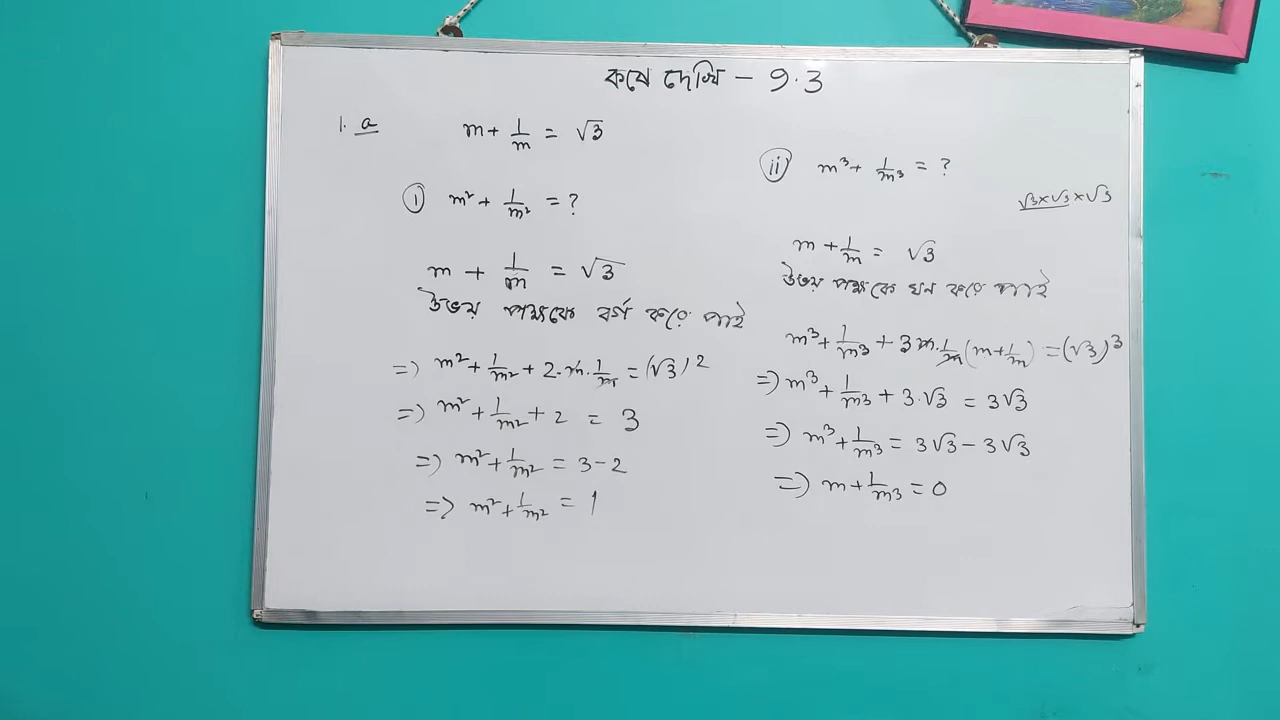 কষে দেখি – 9.3
1. a m + 1/m = √3
i m² + 1/m² = ?
m + 1/m = √3
উভয় পক্ষকে বর্গ করে পাই
=> m² + 1/m² + 2.m.1/m = (√3)²
=> m² + 1/m² + 2 = 3
=> m² + 1/m² = 3 – 2
=> m² + 1/m² = 1
ii m³ + 1/m³ = ?
√3×√3×√3
m + 1/m = √3
উভয় পক্ষকে ঘন করে পাই
m³ + 1/m³ + 3 m.1/m (m + 1/m) = (√3)³
=> m³ + 1/m³ + 3.√3 = 3√3
=> m³ + 1/m³ = 3√3 – 3√3
=> m + 1/m³ = 0